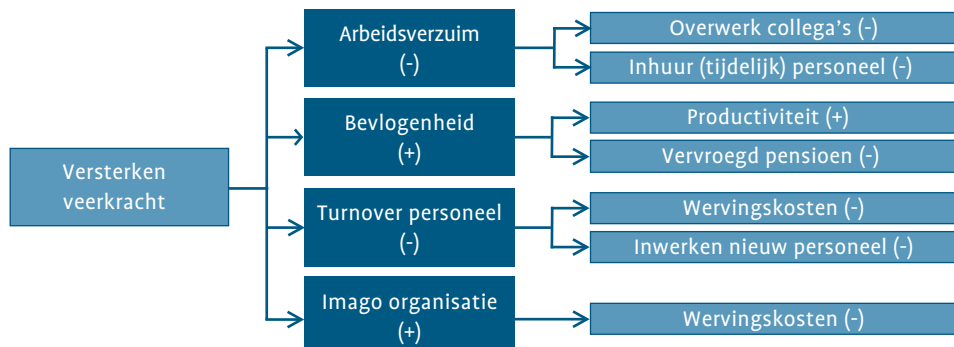 Versterken
veerkracht
Arbeidsverzuim
(-)
Overwerk collega's (-)
Inhuur (tijdelijk) personeel (-)
Bevlogenheid
(+)
Productiviteit (+)
Vervroegd pensioen (-)
Turnover personeel
(-)
Wervingskosten (-)
Inwerken nieuw personeel (-)
Imago organisatie
(+)
Wervingskosten (-)